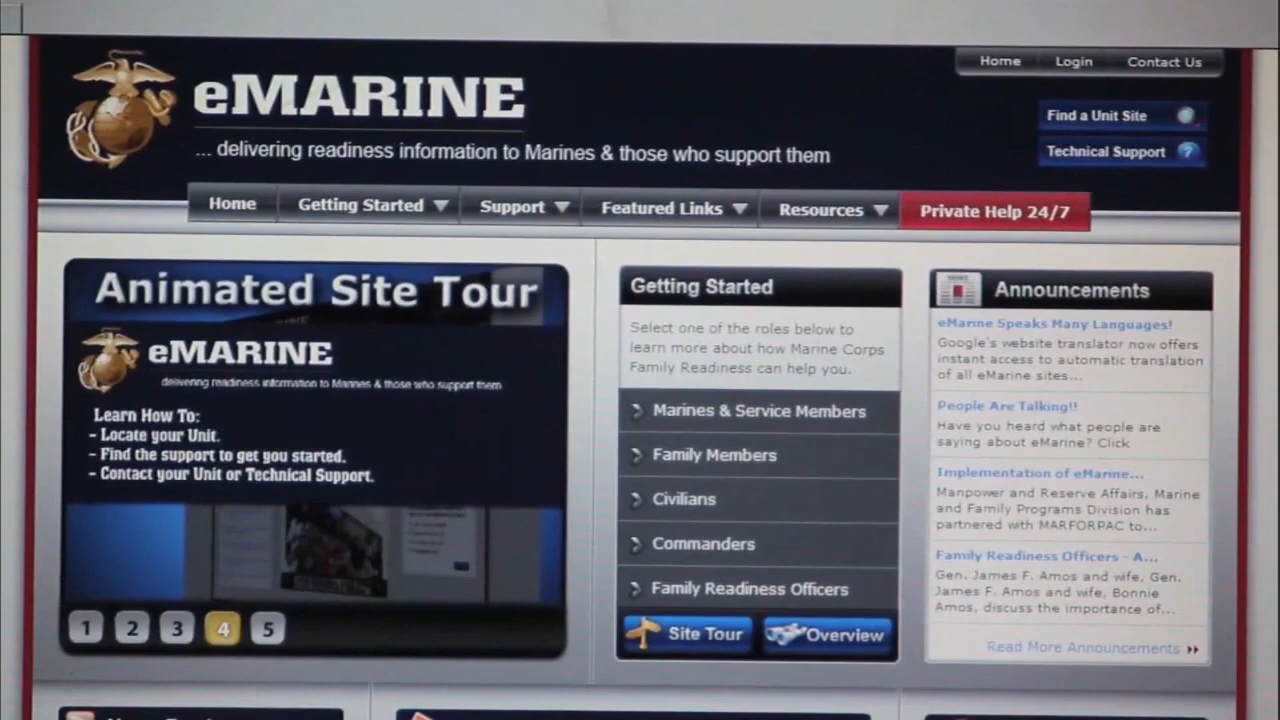 eMARINE
... delivering readiness information to Marines & those who support them
Home Login Contact Us
Find a Unit Site
Technical Support ?
Home Getting Started Support Featured Links Resources Private Help 24/7
Animated Site Tour
eMARINE
delivering readiness information to Marines & those who support them
Learn How To:
- Locate your Unit.
- Find the support to get you started.
- Contact your Unit or Technical Support.
1 2 3 4 5
Getting Started
Select one of the roles below to
learn more about how Marine Corps
Family Readiness can help you.
Marines & Service Members
Family Members
Civilians
Commanders
Family Readiness Officers
Site Tour Overview
NEWS
Announcements
eMarine Speaks Many Languages!
Google's website translator now offers
instant access to automatic translation
of all eMarine sites...
People Are Talking!!
Have you heard what people are
saying about eMarine? Click
Implementation of eMarine...
Manpower and Reserve Affairs, Marine
and Family Programs Division has
partnered with MARFORPAC to...
Family Readiness Officers - A...
Gen. James F. Amos and wife, Gen.
James F. Amos and wife, Bonnie
Amos, discuss the importance of...
Read More Announcements